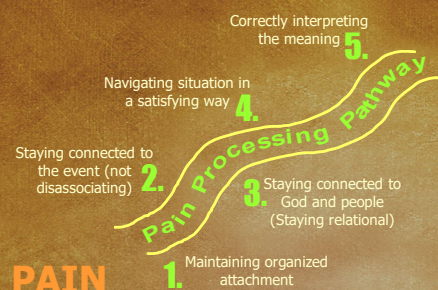 Correctly interpreting
the meaning 5.
Navigating situation in
a satisfying way 4.
Pain Processing Pathway
Staying connected to
the event (not
disassociating) 2.
3. Staying connected to
God and people
(Staying relational)
PAIN
1. Maintaining organized
attachment